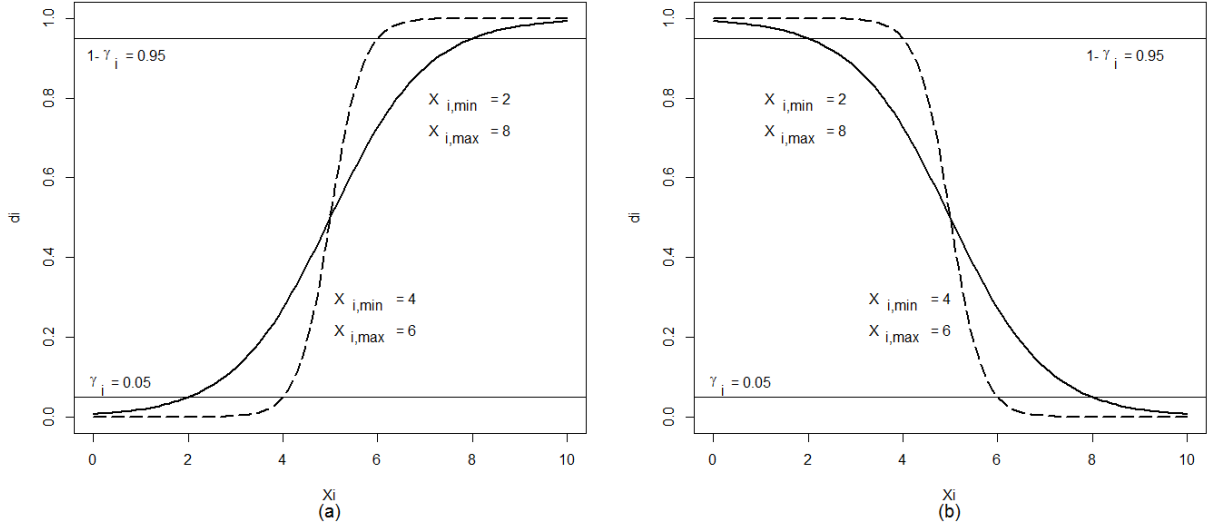 1.0
0.8
0.6
0.4
0.2
0.0
di
1- γ i = 0.95
X i,min = 2
X i,max = 8
X i,min = 4
X i,max = 6
γ i = 0.05
0 2 4 6 8 10
Xi
(a)
1.0
0.8
0.6
0.4
0.2
0.0
di
1- γ i = 0.95
X i,min = 2
X i,max = 8
X i,min = 4
X i,max = 6
γ i = 0.05
0 2 4 6 8 10
Xi
(b)